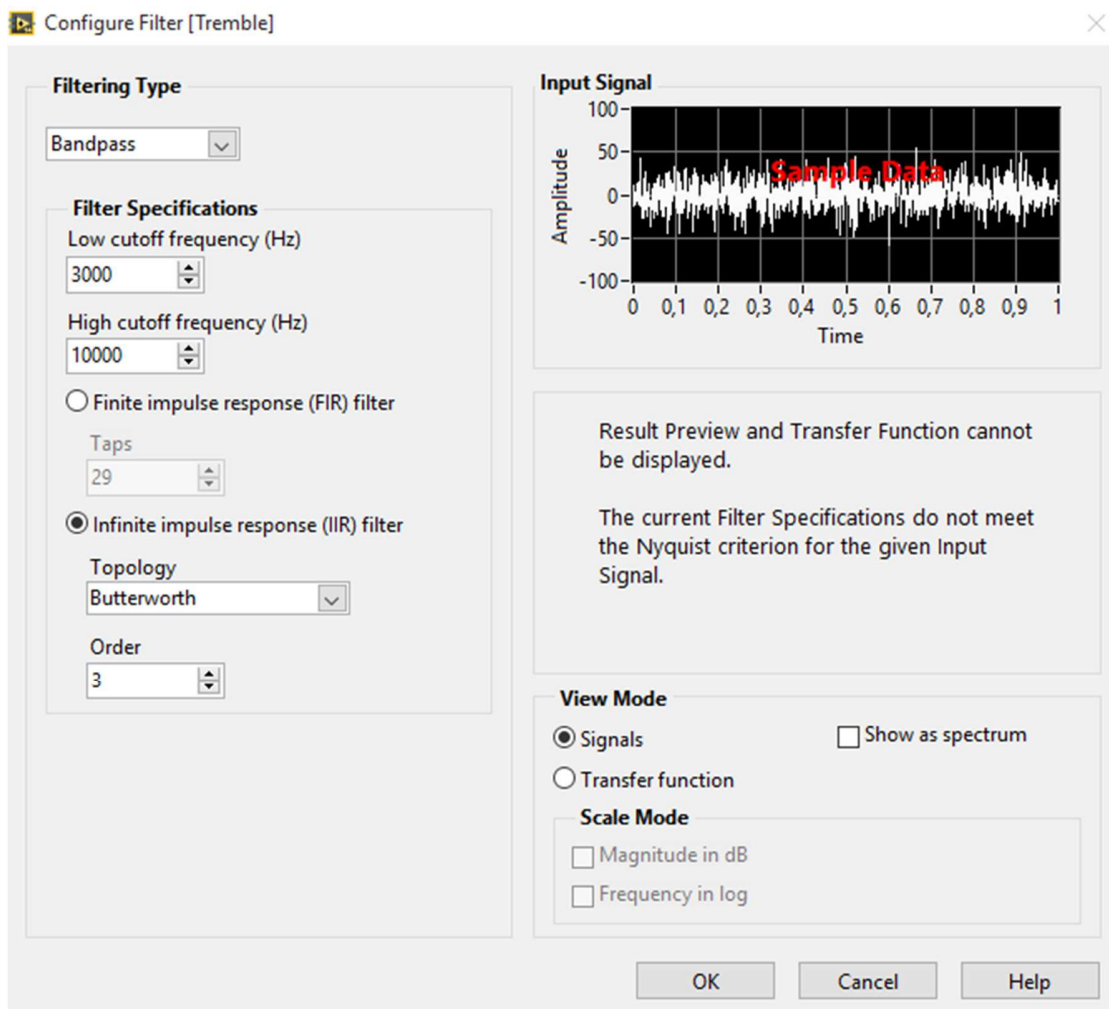 Configure Filter [Tremble]
Filtering Type
Bandpass
Filter Specifications
Low cutoff frequency (Hz)
3000
High cutoff frequency (Hz)
10000
Finite impulse response (FIR) filter
Taps
29
Infinite impulse response (IIR) filter
Topology
Butterworth
Order
3
Input Signal
Amplitude
100
50
0
-50
-100
Sample Data
0 0,1 0,2 0,3 0,4 0,5 0,6 0,7 0,8 0,9 1
Time
Result Preview and Transfer Function cannot
be displayed.
The current Filter Specifications do not meet
the Nyquist criterion for the given Input
Signal.
View Mode
Signals
Show as spectrum
Transfer function
Scale Mode
Magnitude in dB
Frequency in log
OK Cancel Help